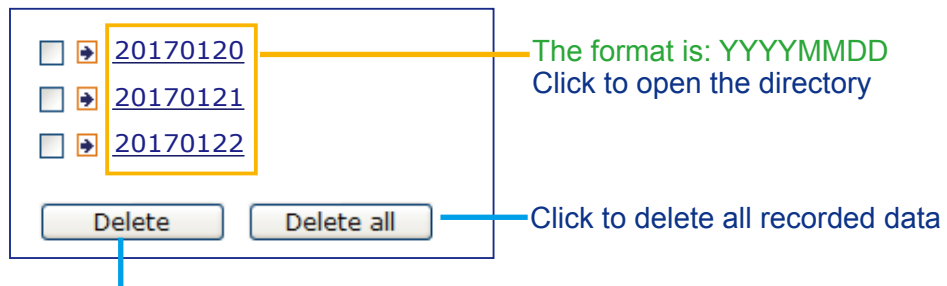 20170120
The format is: YYYYMMDD
Click to open the directory
20170121
20170122
Delete
Delete all
Click to delete all recorded data